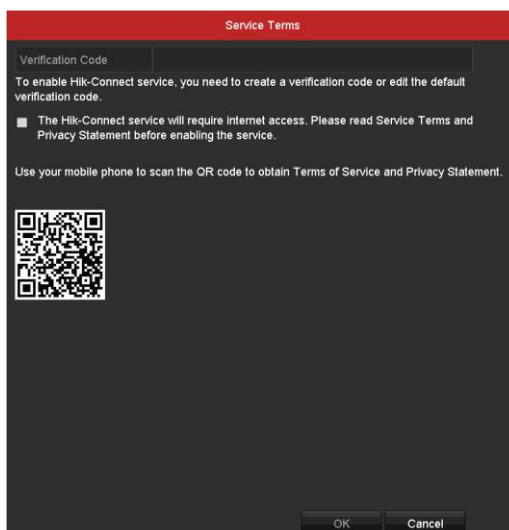 Service Terms
Verification Code
To enable Hik-Connect service, you need to create a verification code or edit the default
verification code.
The Hik-Connect service will require internet access. Please read Service Terms and
Privacy Statement before enabling the service.
Use your mobile phone to scan the QR code to obtain Terms of Service and Privacy Statement.
OK Cancel